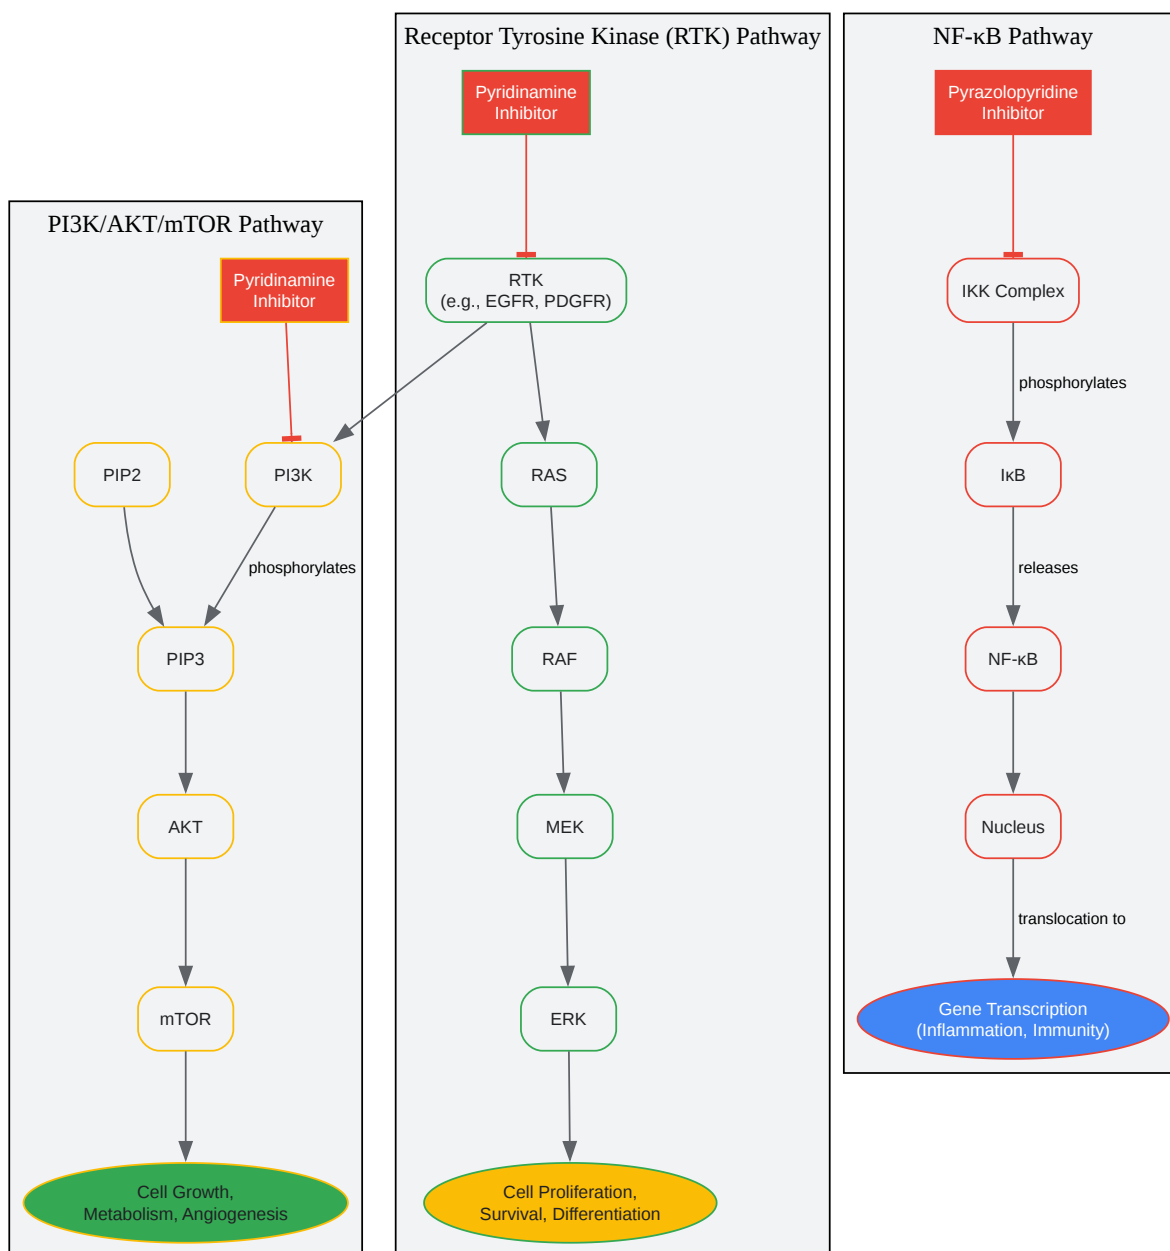 PI3K/AKT/mTOR Pathway
Pyridinamine
Inhibitor
PIP2
PI3K
phosphorylates
PIP3
AKT
mTOR
Cell Growth,
Metabolism, Angiogenesis
Receptor Tyrosine Kinase (RTK) Pathway
Pyridinamine
Inhibitor
RTK
(e.g., EGFR, PDGFR)
RAS
RAF
MEK
ERK
Cell Proliferation,
Survival, Differentiation
NF-κB Pathway
Pyrazolopyridine
Inhibitor
IKK Complex
phosphorylates
IκB
releases
NF-κB
Nucleus
translocation to
Gene Transcription
(Inflammation, Immunity)